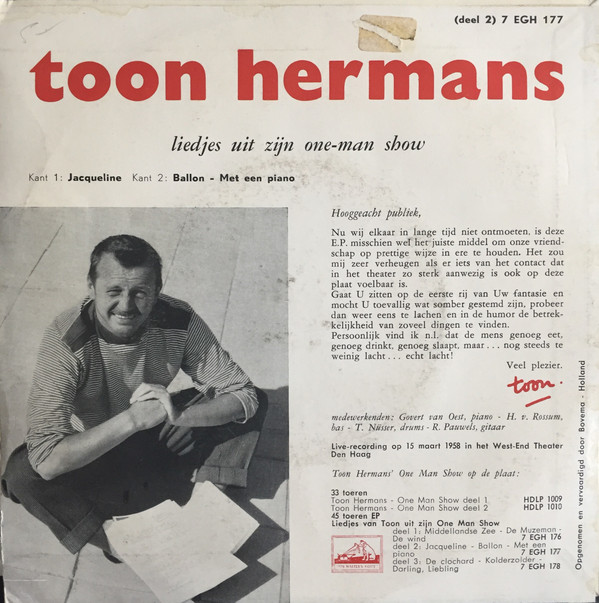 (deel 2) 7 EGH 177
toon hermans
liedjes uit zijn one-man show
Kant 1: Jacqueline Kant 2: Ballon - Met een piano
Hooggeacht publiek,
Nu wij elkaar in lange tijd niet ontmoeten, is deze
E.P. misschien wel het juiste middel om onze vriend-
schap op prettige wijze in ere te houden. Het zou
mij zeer verheugen als er iets van het contact dat
in het theater zo sterk aanwezig is ook op deze
plaat voelbaar is.
Gaat U zitten op de eerste rij van Uw fantasie en
mocht U toevallig wat somber gestemd zijn, probeer
dan weer eens te lachen en in de humor de betrek-
kelijkheid van zoveel dingen te vinden.
Persoonlijk vind ik n.l. dat de mens genoeg eet,
genoeg drinkt, genoeg slaapt, maar... nog steeds te
weinig lacht... echt lacht!
Veel plezier.
toon.
medewerkenden: Govert van Oest, piano - H. v. Rossum,
bas - T. Nüsser, drums - R. Pauwels, gitaar
Live-recording op 15 maart 1958 in het West-End Theater
Den Haag
Toon Hermans' One Man Show op de plaat:
33 toeren
Toon Hermans - One Man Show deel 1 HDLP 1009
Toon Hermans - One Man Show deel 2 HDLP 1010
45 toeren EP
Liedjes van Toon uit zijn One Man Show
deel 1: Middellandse Zee - De Muzeman -
De wind 7 EGH 176
deel 2: Jacqueline - Ballon - Met een
piano 7 EGH 177
deel 3: De clochard - Kolderzolder -
Darling, Liebling 7 EGH 178
"HIS MASTER'S VOICE"
Opgenomen en vervaardigd door Bovema - Holland